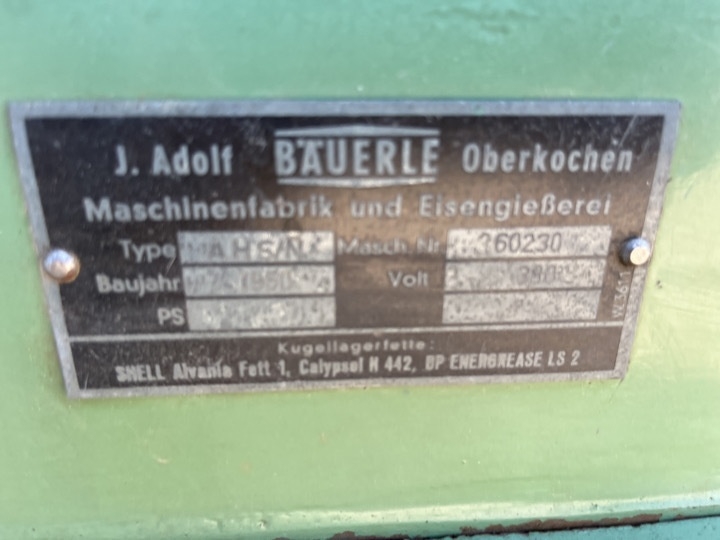 J. Adolf BÄUERLE Oberkochen
Maschinenfabrik und Eisengießerei
Type Masch. Nr. 360230
Baujahr Volt
PS
Kugellagerfette:
SHELL Alvania Fett 1, Calypsol H 442, BP ENERGREASE LS 2